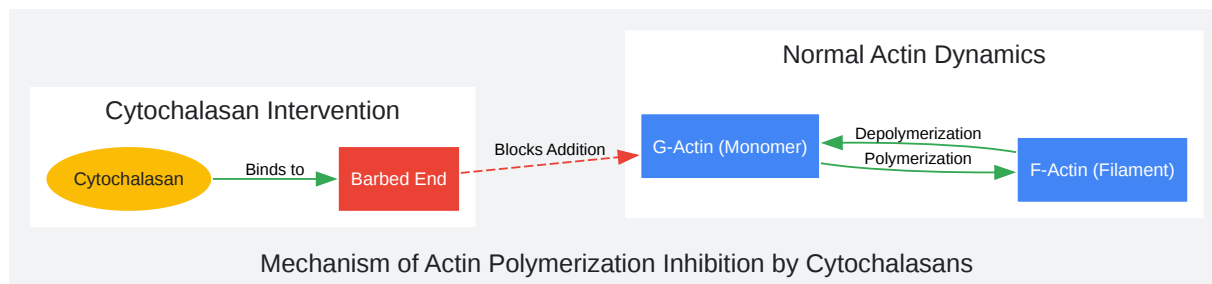 Normal Actin Dynamics
Cytochalasan Intervention
Cytochalasan
Binds to
Barbed End
Blocks Addition
G-Actin (Monomer)
Depolymerization
Polymerization
F-Actin (Filament)
Mechanism of Actin Polymerization Inhibition by Cytochalasans